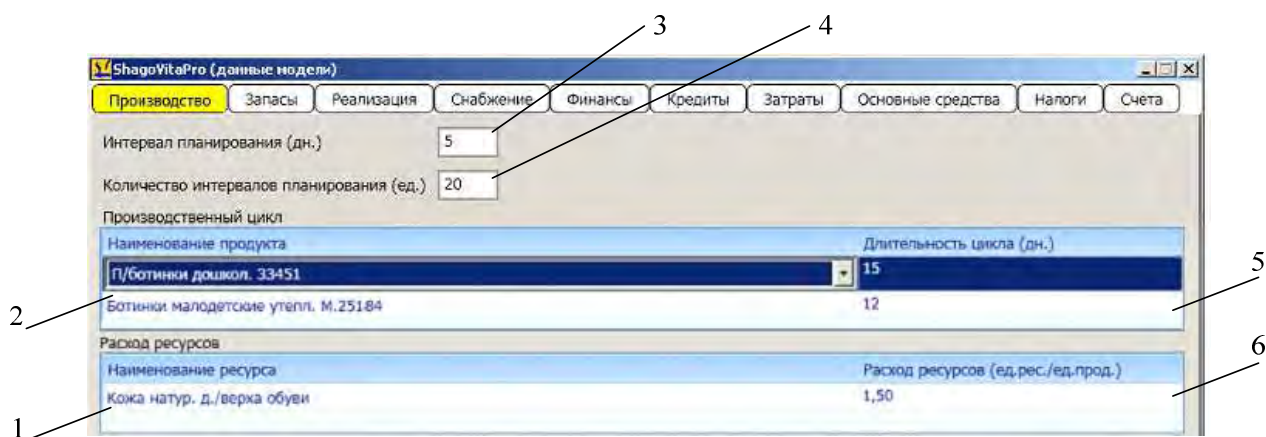 3 4
ShagoVitaPro (данные модели)
Производство Запасы Реализация Снабжение Финансы Кредиты Затраты Основные средства Налоги Счета
Интервал планирования (дн.) 5
Количество интервалов планирования (ед.) 20
Производственный цикл
Наименование продукта Длительность цикла (дн.)
П/ботинки дошкол. 33451 15
5
Ботинки малодетские утепл. М.25184 12
2
Расход ресурсов
6
Наименование ресурса Расход ресурсов (ед.рес./ед.прод.)
Кожа натур. д./верха обуви 1,50
1